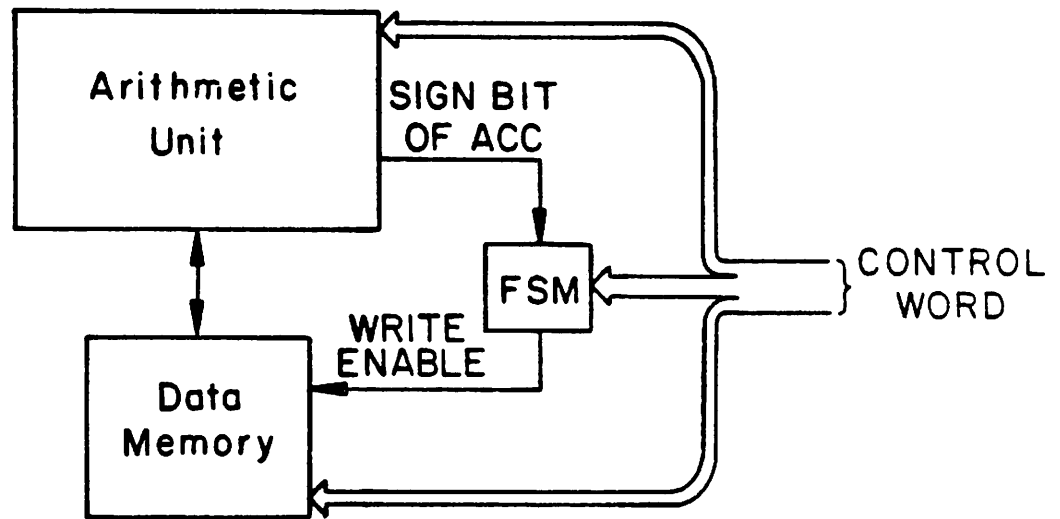 Arithmetic
Unit
SIGN BIT
OF ACC
FSM
CONTROL
WORD
WRITE
ENABLE
Data
Memory